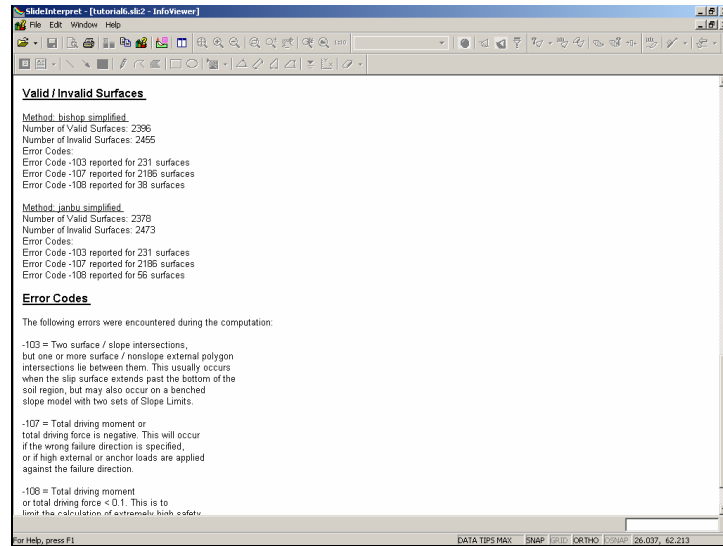 SlideInterpret - [tutorial6.sli:2 - InfoViewer]
File Edit Window Help
Valid / Invalid Surfaces
Method: bishop simplified
Number of Valid Surfaces: 2396
Number of Invalid Surfaces: 2455
Error Codes:
Error Code -103 reported for 231 surfaces
Error Code -107 reported for 2186 surfaces
Error Code -108 reported for 38 surfaces
Method: janbu simplified
Number of Valid Surfaces: 2378
Number of Invalid Surfaces: 2473
Error Codes:
Error Code -103 reported for 231 surfaces
Error Code -107 reported for 2186 surfaces
Error Code -108 reported for 56 surfaces
Error Codes
The following errors were encountered during the computation:
-103 = Two surface / slope intersections,
but one or more surface / nonslope external polygon
intersections lie between them. This usually occurs
when the slip surface extends past the bottom of the
soil region, but may also occur on a benched
slope model with two sets of Slope Limits.
-107 = Total driving moment or
total driving force is negative. This will occur
if the wrong failure direction is specified,
or if high external or anchor loads are applied
against the failure direction.
-108 = Total driving moment
or total driving force < 0.1. This is to
limit the calculation of extremely high safety
For Help, press F1
DATA TIPS MAX SNAP GRID ORTHO OSNAP 26.037, 62.213